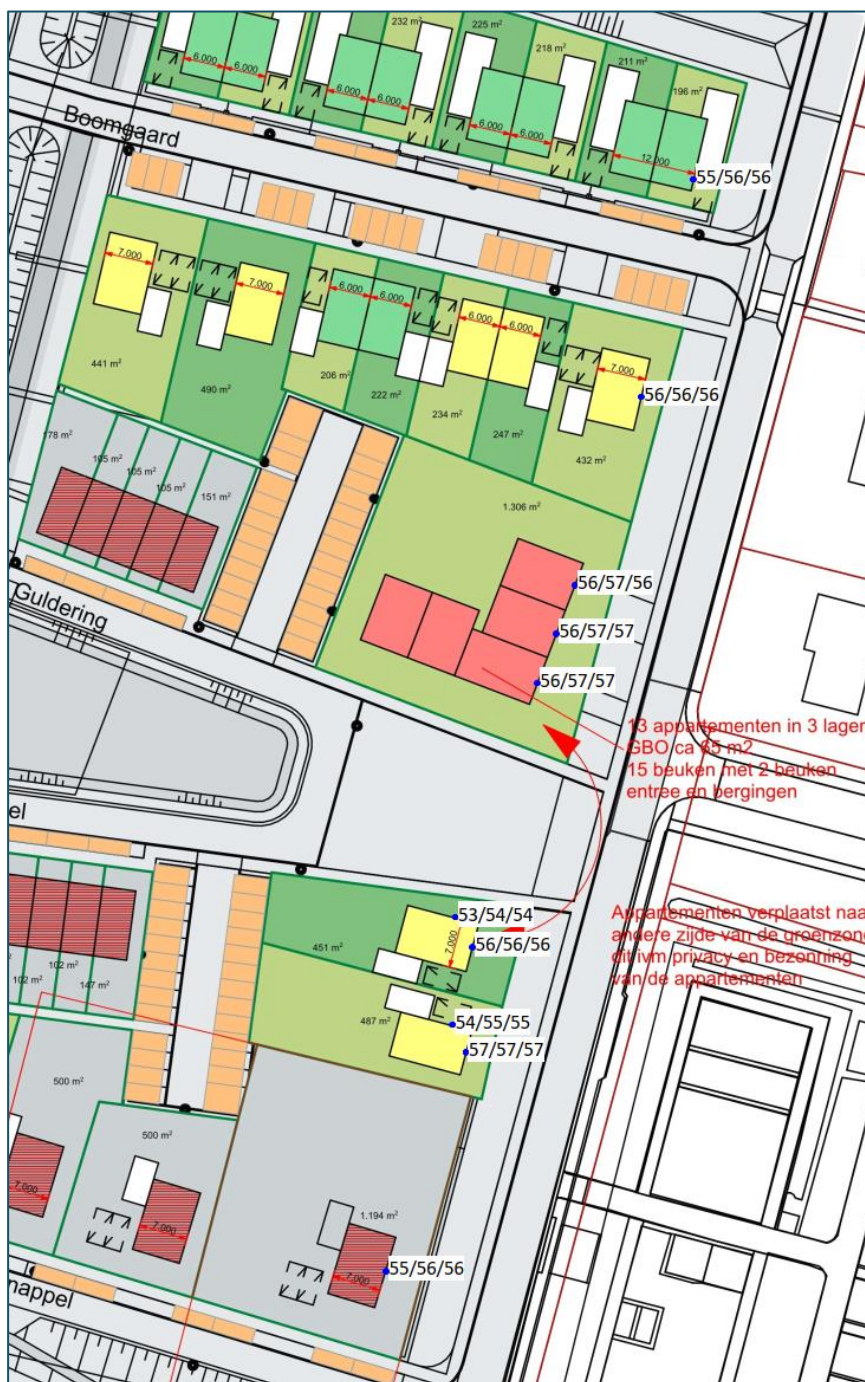 232 m²
225 m²
218 m²
211 m²
196 m²
6.000
6.000
6.000
6.000
6.000
6.000
12.000
55/56/56
Boomgaard
7.000
7.000
6.000
6.000
6.000
6.000
7.000
56/56/56
441 m²
490 m²
206 m²
222 m²
234 m²
247 m²
432 m²
178 m²
105 m²
105 m²
105 m²
151 m²
1.306 m²
56/57/56
56/57/57
56/57/57
Guldering
13 appartementen in 3 lagen
GBO ca 65 m2
15 beuken met 2 beuken
entree en bergingen
el
53/54/54
56/56/56
7.000
451 m²
Appartementen verplaatst naa
andere zijde van de groenzone
dit ivm privacy en bezonning
van de appartementen
54/55/55
57/57/57
487 m²
102 m²
102 m²
147 m²
500 m²
500 m²
1.194 m²
7.000
7.000
7.000
55/56/56
nappel